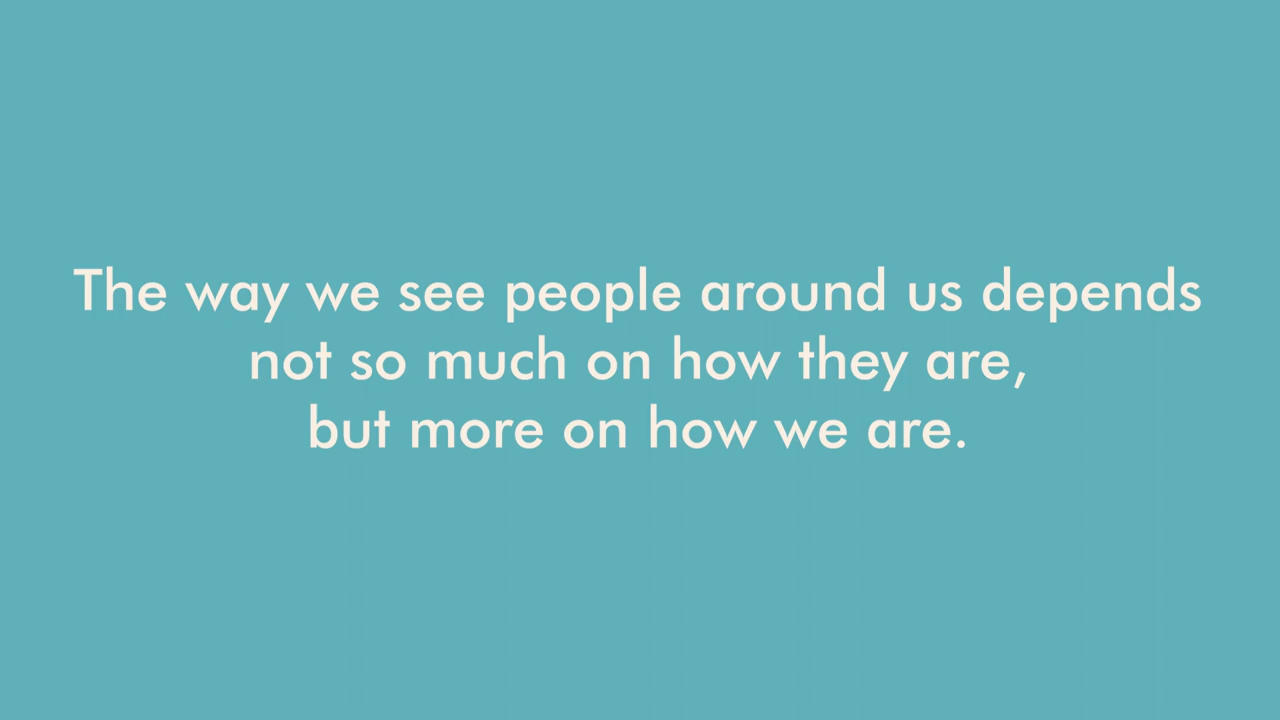 The way we see people around us depends
not so much on how they are,
but more on how we are.